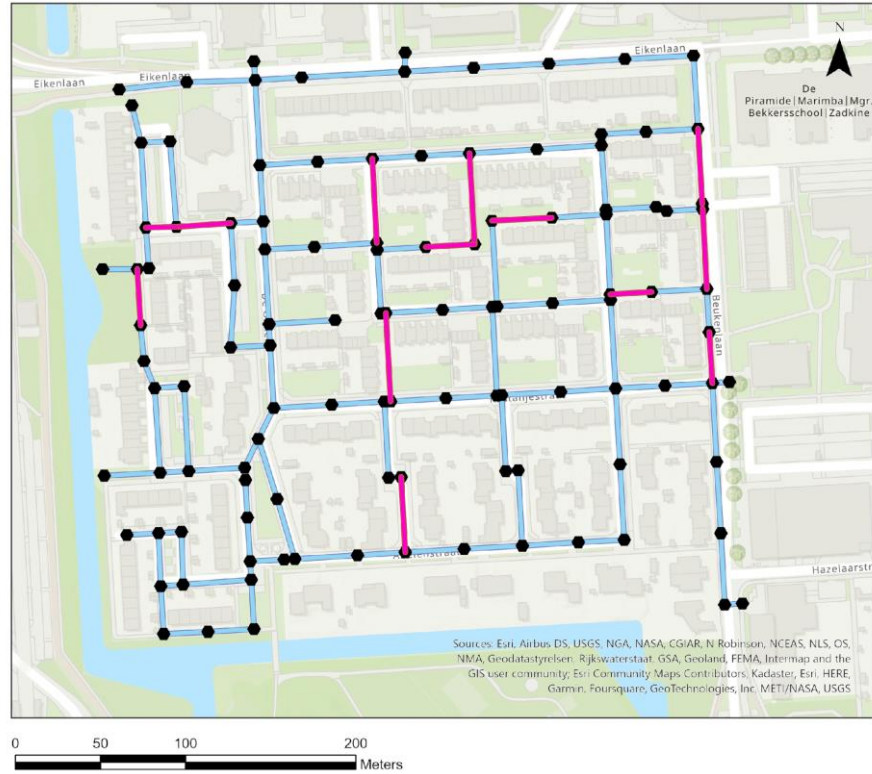 Eikenlaan
N
Eikenlaan
Eikenlaan
De
Piramide|Marimba|Mgr.
Bekkersschool|Zadkine
Beukenlaan
Hazelaarstr
Sources: Esri, Airbus DS, USGS, NGA, NASA, CGIAR, N Robinson, NCEAS, NLS, OS,
NMA, Geodatastyrelsen, Rijkswaterstaat, GSA, Geoland, FEMA, Intermap and the
GIS user community; Esri Community Maps Contributors, Kadaster, Esri, HERE,
Garmin, Foursquare, GeoTechnologies, Inc, METI/NASA, USGS
0 50 100 200
Meters